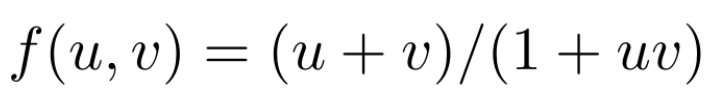 f(u, v) = (u + v)/(1 + uv)